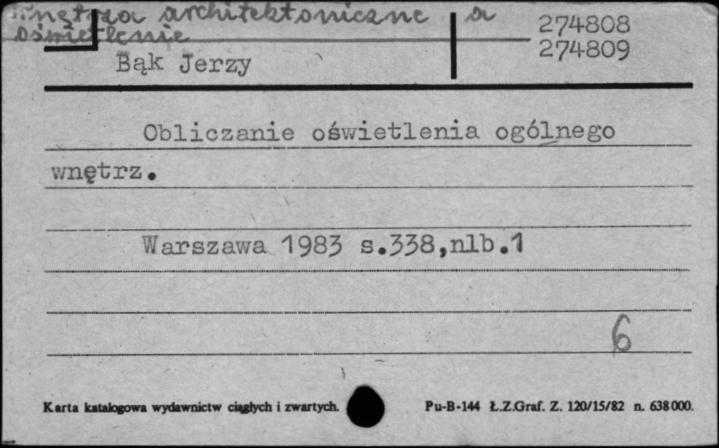 Wnętrza architektoniczne a
oświetlenie
274808
274809
Bąk Jerzy
Obliczanie oświetlenia ogólnego
wnętrz.
Warszawa 1983 s.338,nlb.1
6
Karta katalogowa wydawnictw ciągłych i zwartych. Pu-B-144 Ł.Z.Graf. Z. 120/15/82 n. 638000.